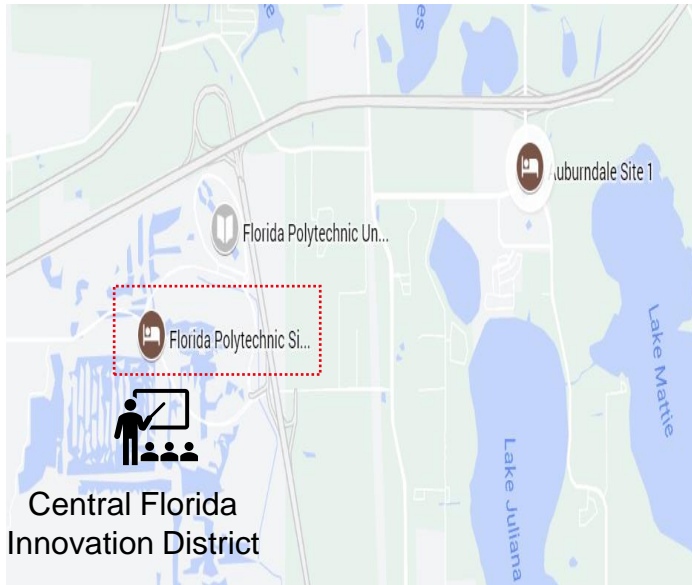 Auburndale Site 1
Florida Polytechnic Un...
Florida Polytechnic Si...
Lake Mattie
Lake Juliana
Central Florida
Innovation District